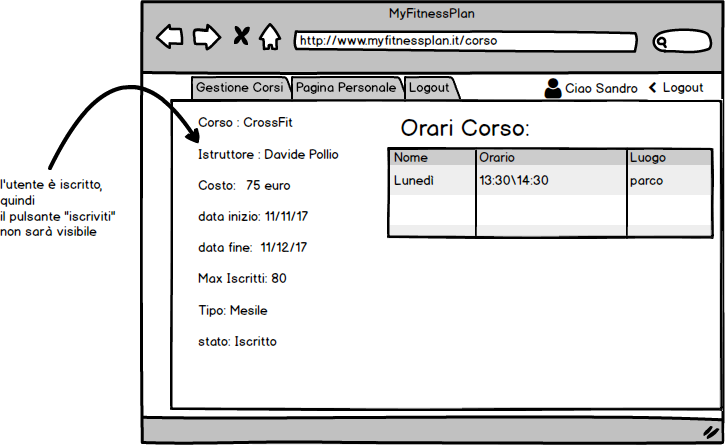 MyFitnessPlan
http://www.myfitnessplan.it/corso
Gestione Corsi
Pagina Personale
Logout
Ciao Sandro
Logout
Corso : CrossFit
Istruttore : Davide Pollio
Costo: 75 euro
data inizio: 11/11/17
data fine: 11/12/17
Max Iscritti: 80
Tipo: Mesile
stato: Iscritto
Orari Corso:
Nome Orario Luogo
Lunedì 13:30\14:30 parco
l'utente è iscritto,
quindi
il pulsante "iscriviti"
non sarà visibile